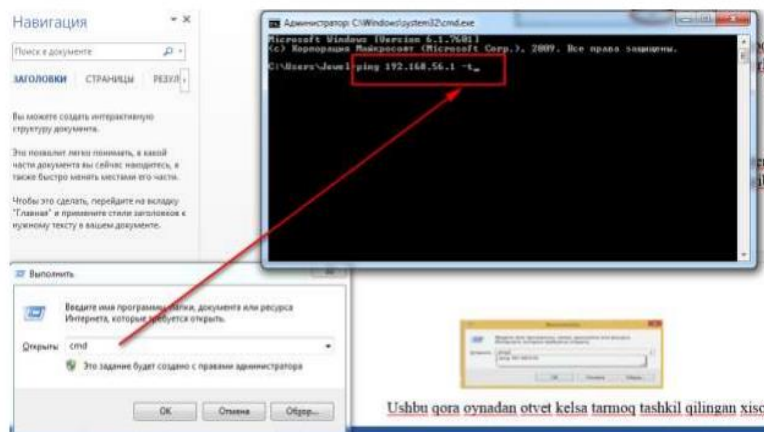 Навигация
Поиск в документе
ЗАГОЛОВКИ СТРАНИЦЫ РЕЗУЛ
Вы можете создать интерактивную
структуру документа.
Это позволит легко понимать, в какой
части документа вы сейчас находитесь, а
также быстро менять местами его части.
Чтобы это сделать, перейдите на вкладку
"Главная" и примените стили заголовков к
нужному тексту в вашем документе.
Администратор: C:\Windows\system32\cmd.exe
Microsoft Windows [Version 6.1.7601]
(c) Корпорация Майкрософт (Microsoft Corp.), 2009. Все права защищены.
C:\Users\Jewel>ping 192.168.56.1 -t_
Выполнить
Введите имя программы, папки, документа или ресурса
Интернета, которые требуется открыть.
Открыть: cmd
Это задание будет создано с правами администратора
ОК Отмена Обзор...
Ushbu qora oynadan otvet kelsa tarmoq tashkil qilingan xiso